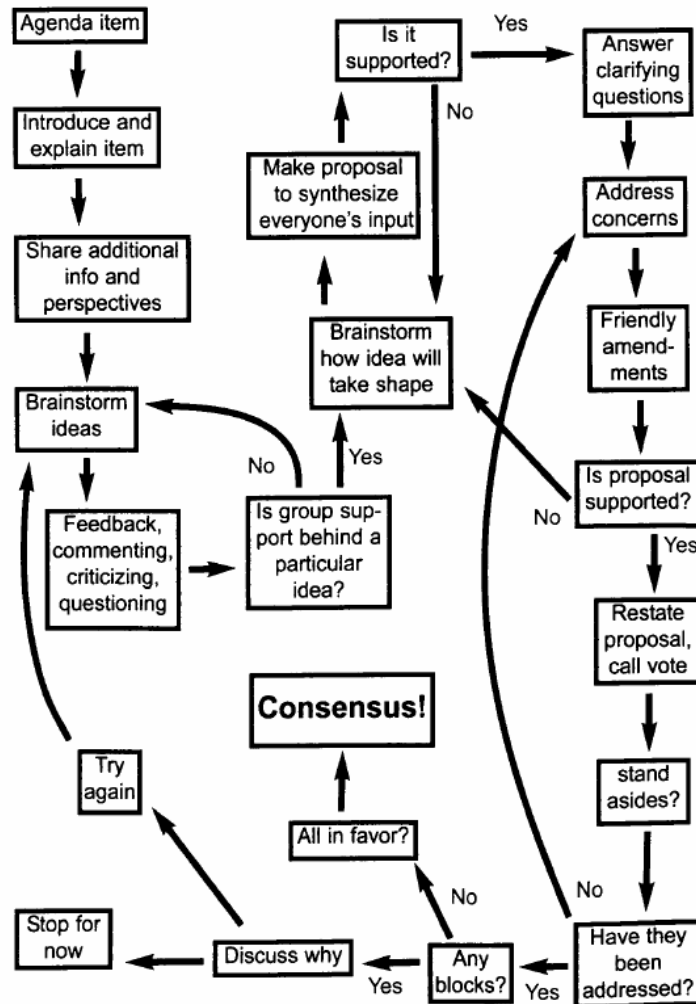 Agenda item
Introduce and
explain item
Share additional
info and
perspectives
Brainstorm
ideas
Feedback,
commenting,
criticizing,
questioning
Is group sup-
port behind a
particular
idea?
No
Yes
Brainstorm
how idea will
take shape
Make proposal
to synthesize
everyone's input
Is it
supported?
Yes
No
Answer
clarifying
questions
Address
concerns
Friendly
amend-
ments
Is proposal
supported?
No
Yes
Restate
proposal,
call vote
stand
asides?
Have they
been
addressed?
No
Yes
Any
blocks?
No
Yes
All in favor?
Consensus!
Discuss why
Try
again
Stop for
now